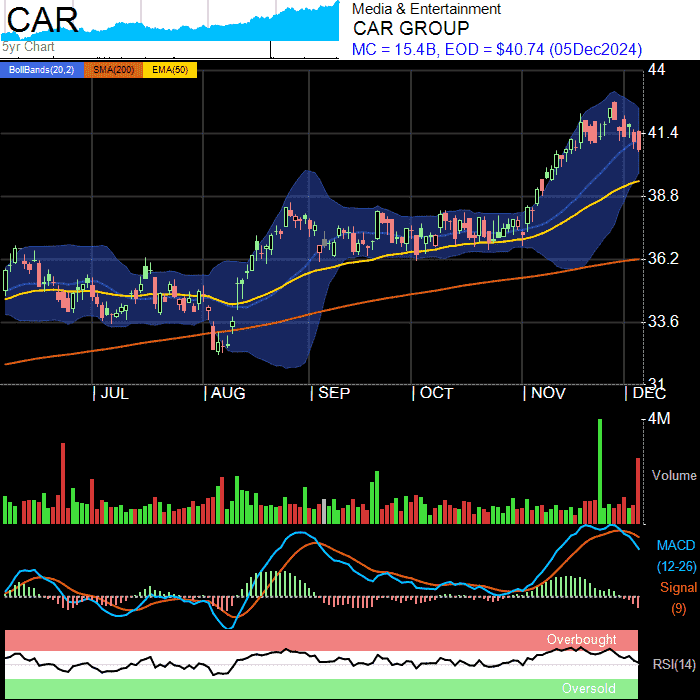 CAR
5yr Chart
Media & Entertainment
CAR GROUP
MC = 15.4B, EOD = $40.74 (05Dec2024)
BollBands(20,2) SMA(200) EMA(50)
44
41.4
38.8
36.2
33.6
31
JUL AUG SEP OCT NOV DEC
4M
Volume
MACD
(12-26)
Signal
(9)
Overbought
RSI(14)
Oversold